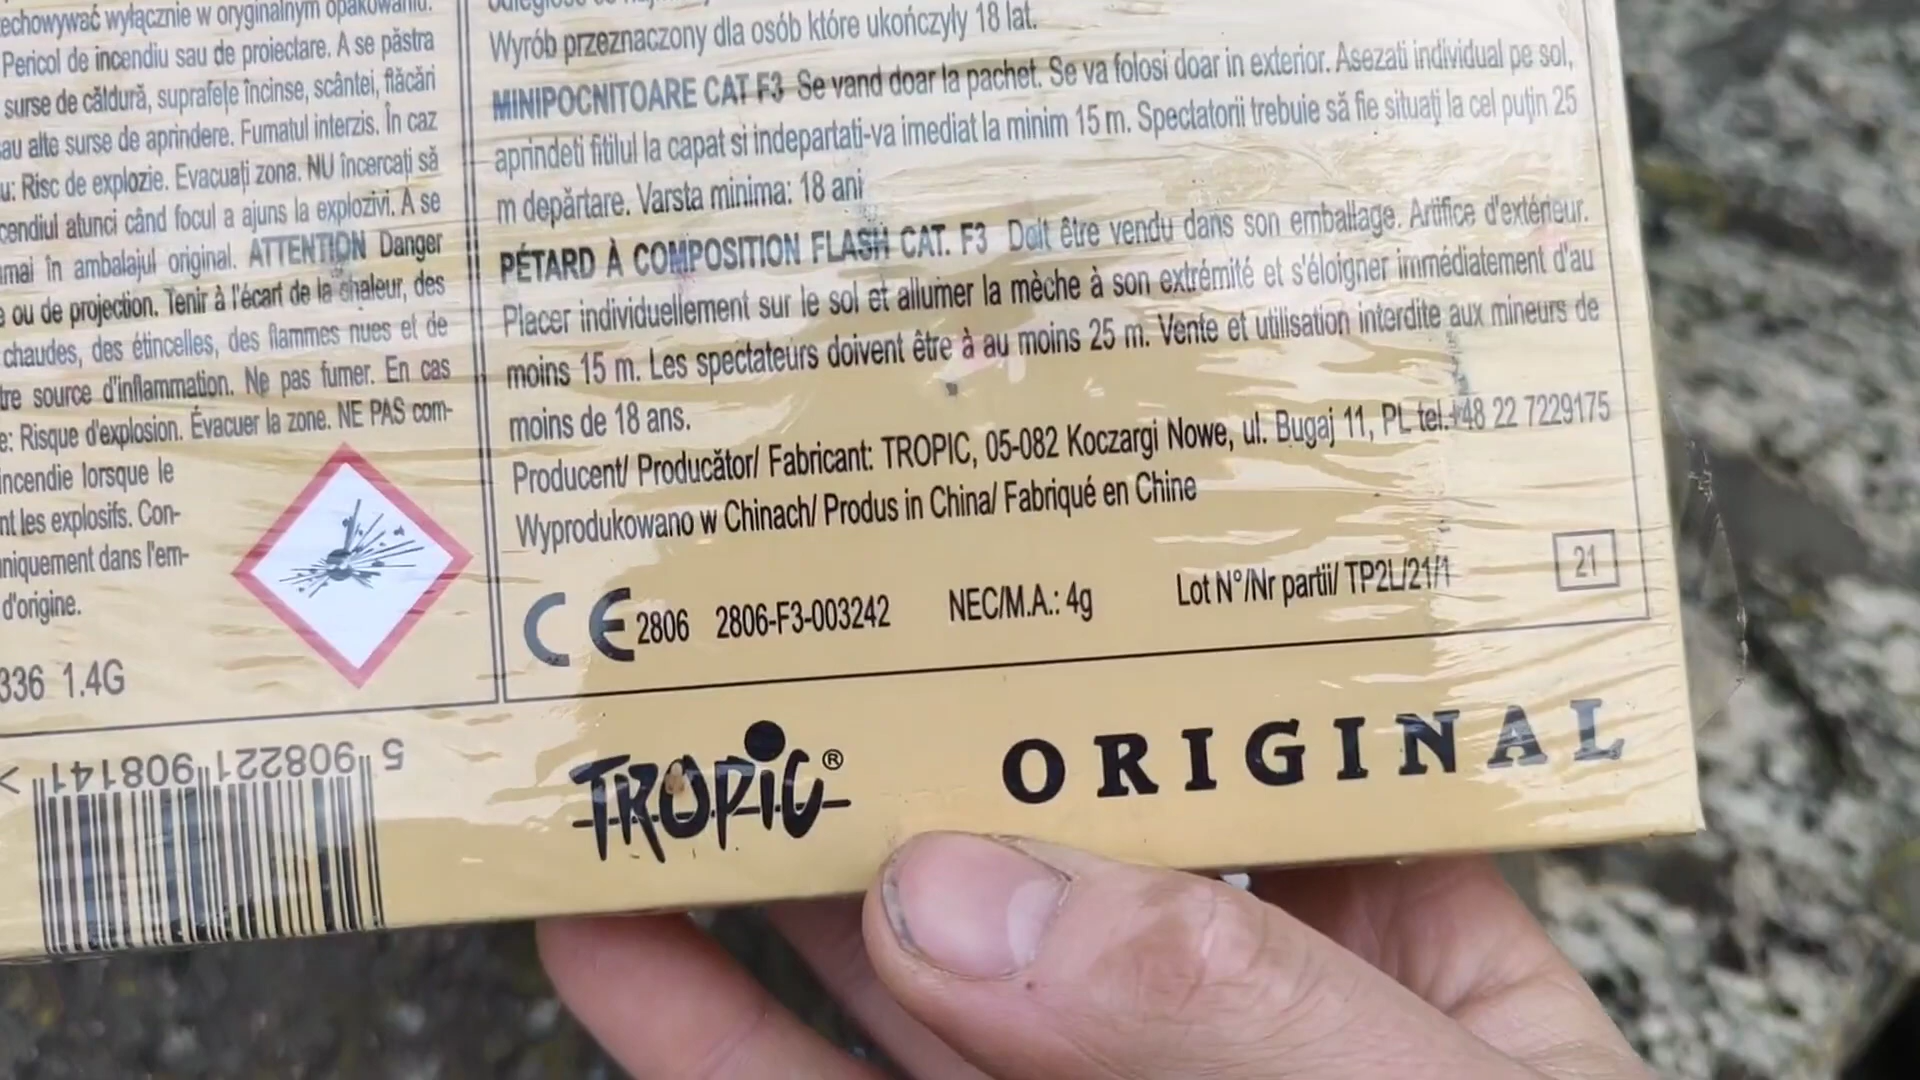 echowywać wyłącznie w oryginalnym opakowaniu.
Pericol de incendiu sau de proiectare. A se păstra
surse de căldură, suprafețe încinse, scântei, flăcări
au alte surse de aprindere. Fumatul interzis. În caz
u: Risc de explozie. Evacuați zona. NU încercați să
cendiul atunci când focul a ajuns la explozivi. A se
mai în ambalajul original. ATTENTION Danger
e ou de projection. Tenir à l'écart de la chaleur, des
chaudes, des étincelles, des flammes nues et de
tre source d'inflammation. Ne pas fumer. En cas
e: Risque d'explosion. Évacuer la zone. NE PAS com-
incendie lorsque le
nt les explosifs. Con-
niquement dans l'em-
d'origine.
336 1.4G
Wyrób przeznaczony dla osób które ukończyly 18 lat.
MINIPOCNITOARE CAT F3 Se vand doar la pachet. Se va folosi doar in exterior. Asezati individual pe sol,
aprindeti fitilul la capat si indepartati-va imediat la minim 15 m. Spectatorii trebuie să fie situați la cel puțin 25
m depărtare. Varsta minima: 18 ani
PÉTARD À COMPOSITION FLASH CAT. F3 Doit être vendu dans son emballage. Artifice d'extérieur.
Placer individuellement sur le sol et allumer la mèche à son extrémité et s'éloigner immédiatement d'au
moins 15 m. Les spectateurs doivent être à au moins 25 m. Vente et utilisation interdite aux mineurs de
moins de 18 ans.
Producent/ Producător/ Fabricant: TROPIC, 05-082 Koczargi Nowe, ul. Bugaj 11, PL tel.+48 22 7229175
Wyprodukowano w Chinach/ Produs in China/ Fabriqué en Chine
CE 2806 2806-F3-003242 NEC/M.A.: 4g Lot N°/Nr partii/ TP2L/21/1 21
5 908221 908141 >
TROPIC® ORIGINAL